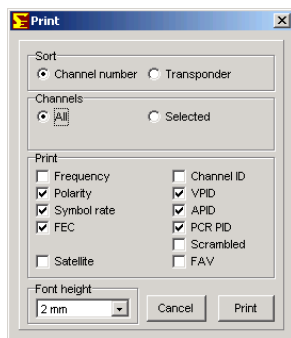 Print
Sort
Channel number Transponder
Channels
All Selected
Print
Frequency Channel ID
Polarity VPID
Symbol rate APID
FEC PCR PID
Scrambled
Satellite FAV
Font height
2 mm Cancel Print